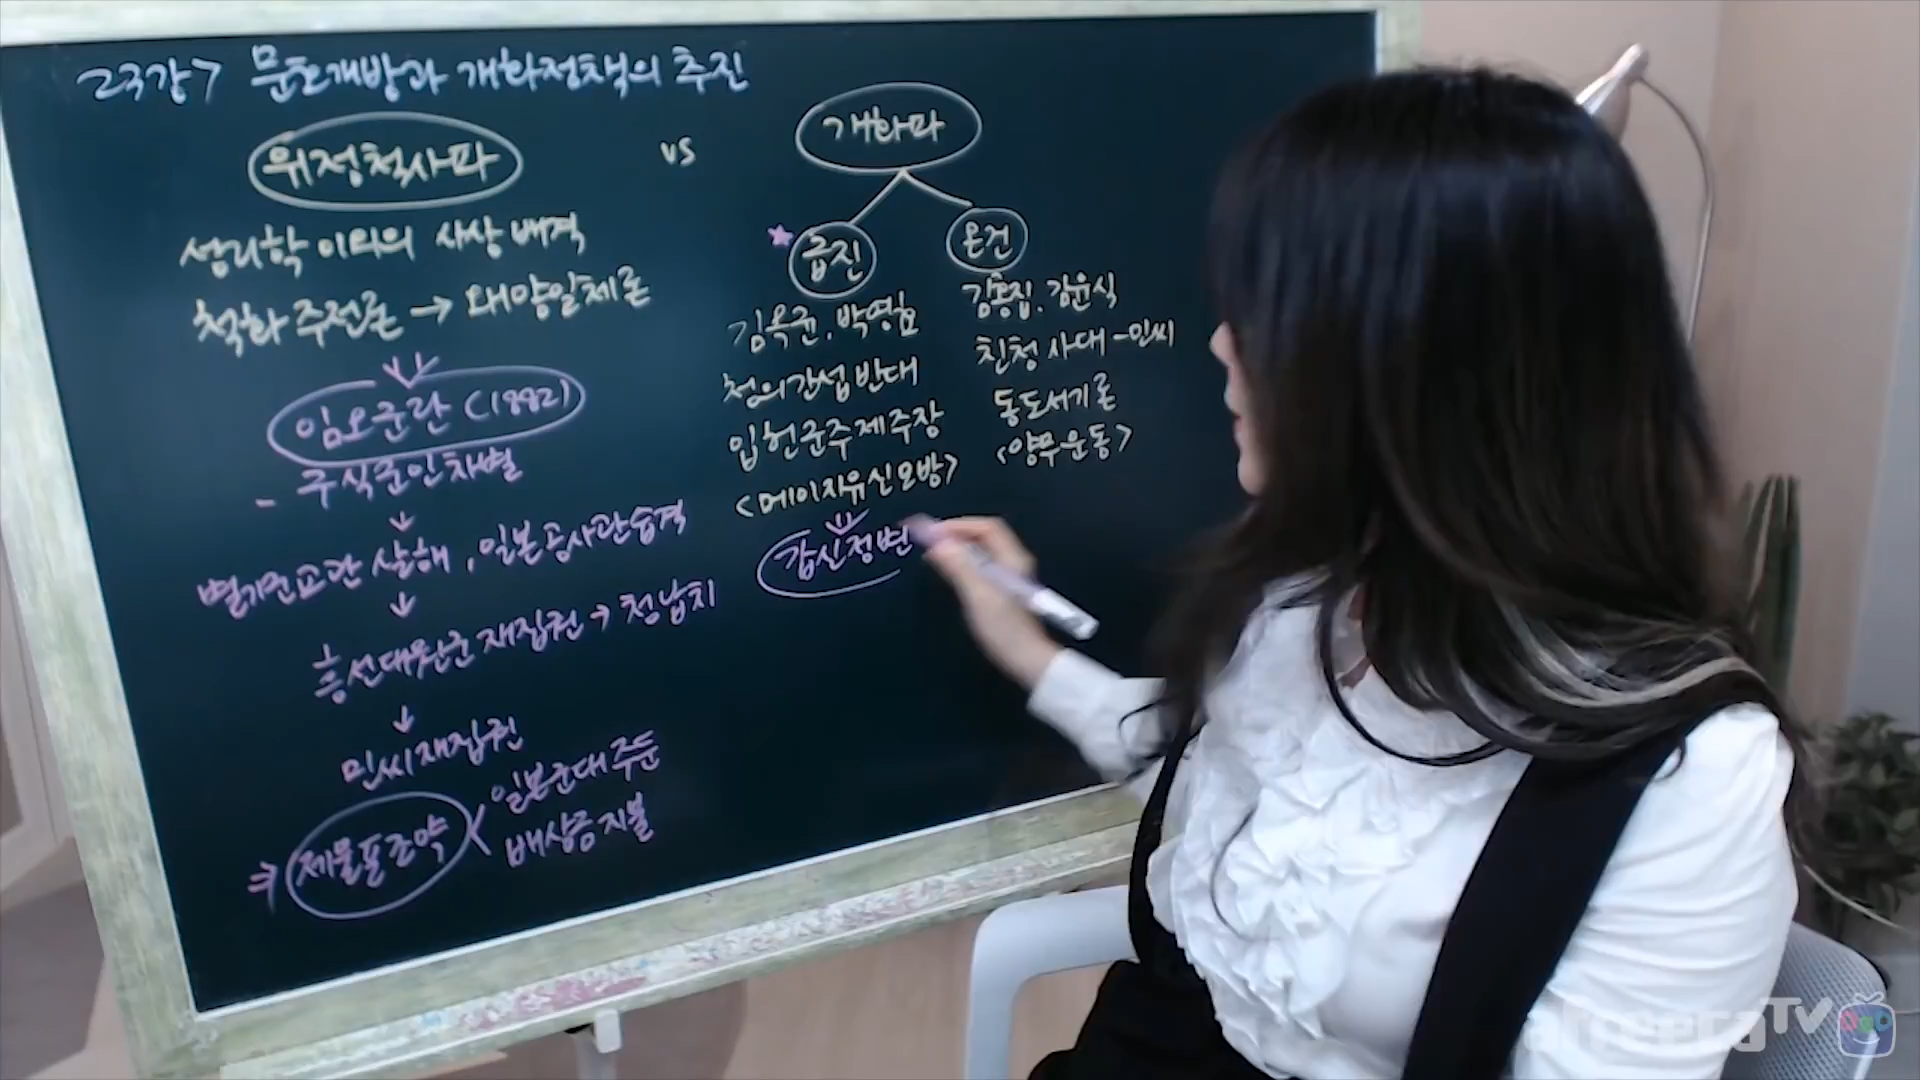 고급강7 문호개방과 개화정책의 추진
위정척사파
vs
개화파
성리학 이외의 사상 배격
척화주전론 → 왜양일체론
임오군란 (1882)
- 구식군인차별
↓
별기군교관 살해, 일본공사관습격
↓
흥선대원군 재집권 → 청납치
↓
민씨재집권
⇒ 제물포조약 < 일본군대 주둔
배상금 지불
급진
김옥균. 박영효
청의간섭반대
입헌군주제주장
<메이지유신모방>
갑신정변
온건
김홍집. 김윤식
친청 사대 - 민씨
동도서기론
<양무운동>
afreecaTV